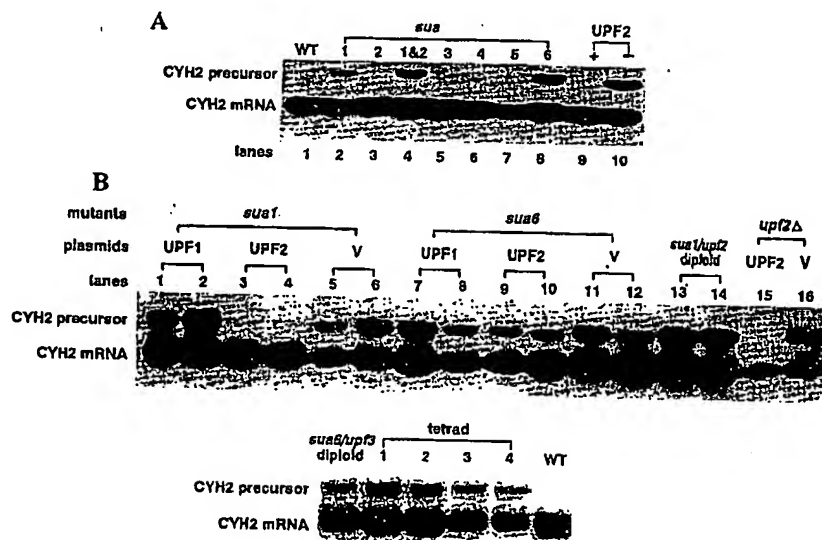 A
sua
UPF2
WT 1 2 1&2 3 4 5 6 + −
CYH2 precursor
CYH2 mRNA
lanes 1 2 3 4 5 6 7 8 9 10
B
mutants sua1 sua6 upf2Δ
plasmids UPF1 UPF2 V UPF1 UPF2 V sua1/upf2 diploid UPF2 V
lanes 1 2 3 4 5 6 7 8 9 10 11 12 13 14 15 16
CYH2 precursor
CYH2 mRNA
sua6/upf3 diploid tetrad
1 2 3 4 WT
CYH2 precursor
CYH2 mRNA